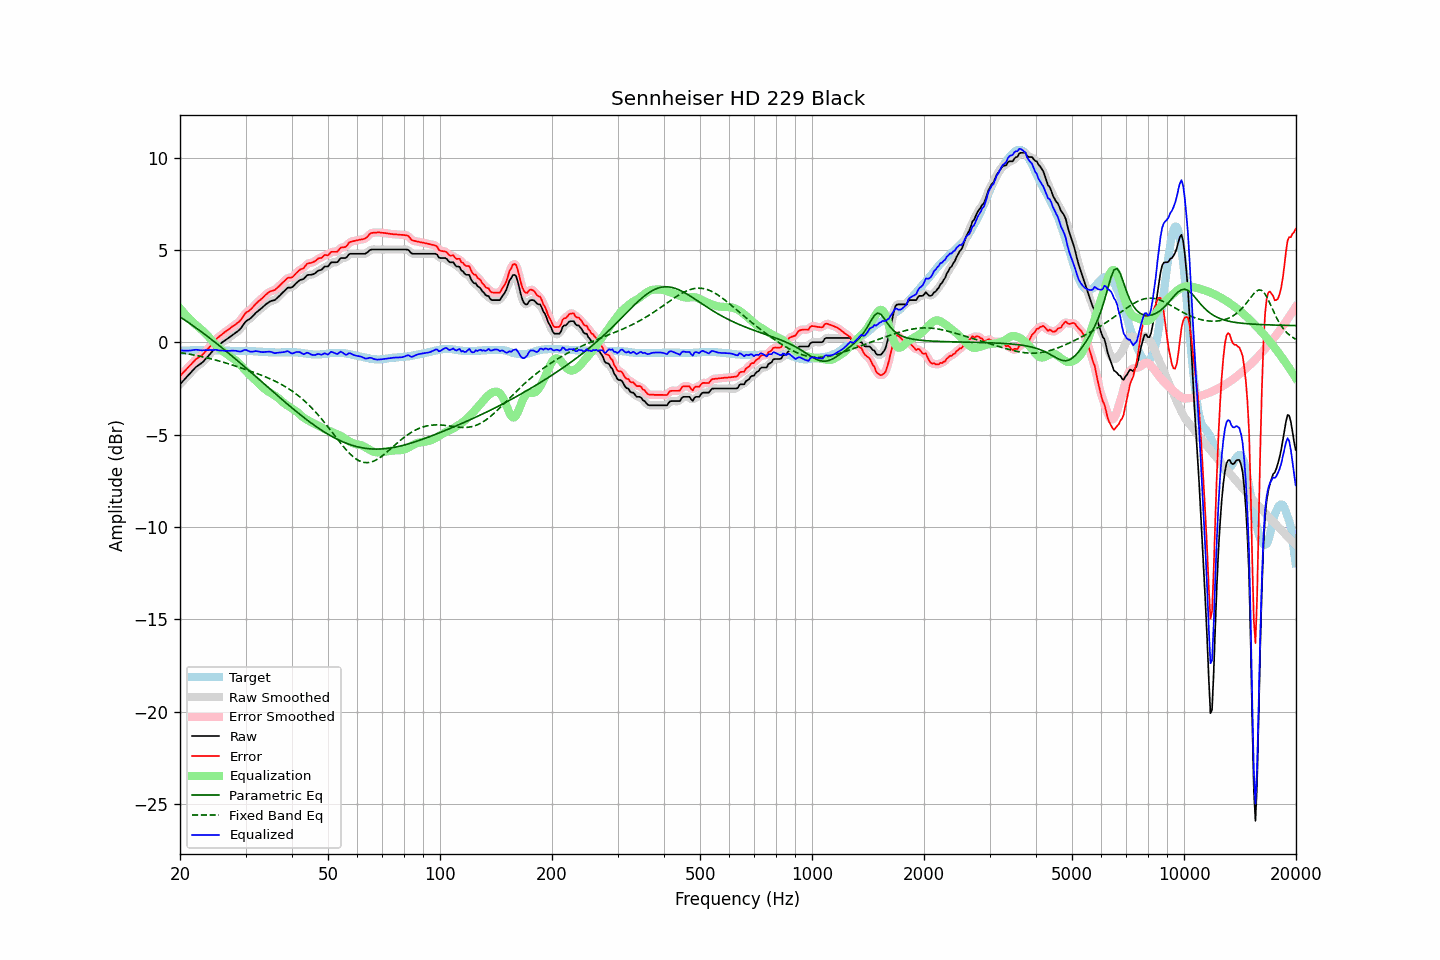 Sennheiser HD 229 Black
10
5
0
−5
−10
−15
−20
−25
Amplitude (dBr)
Target
Raw Smoothed
Error Smoothed
Raw
Error
Equalization
Parametric Eq
Fixed Band Eq
Equalized
20 50 100 200 500 1000 2000 5000 10000 20000
Frequency (Hz)